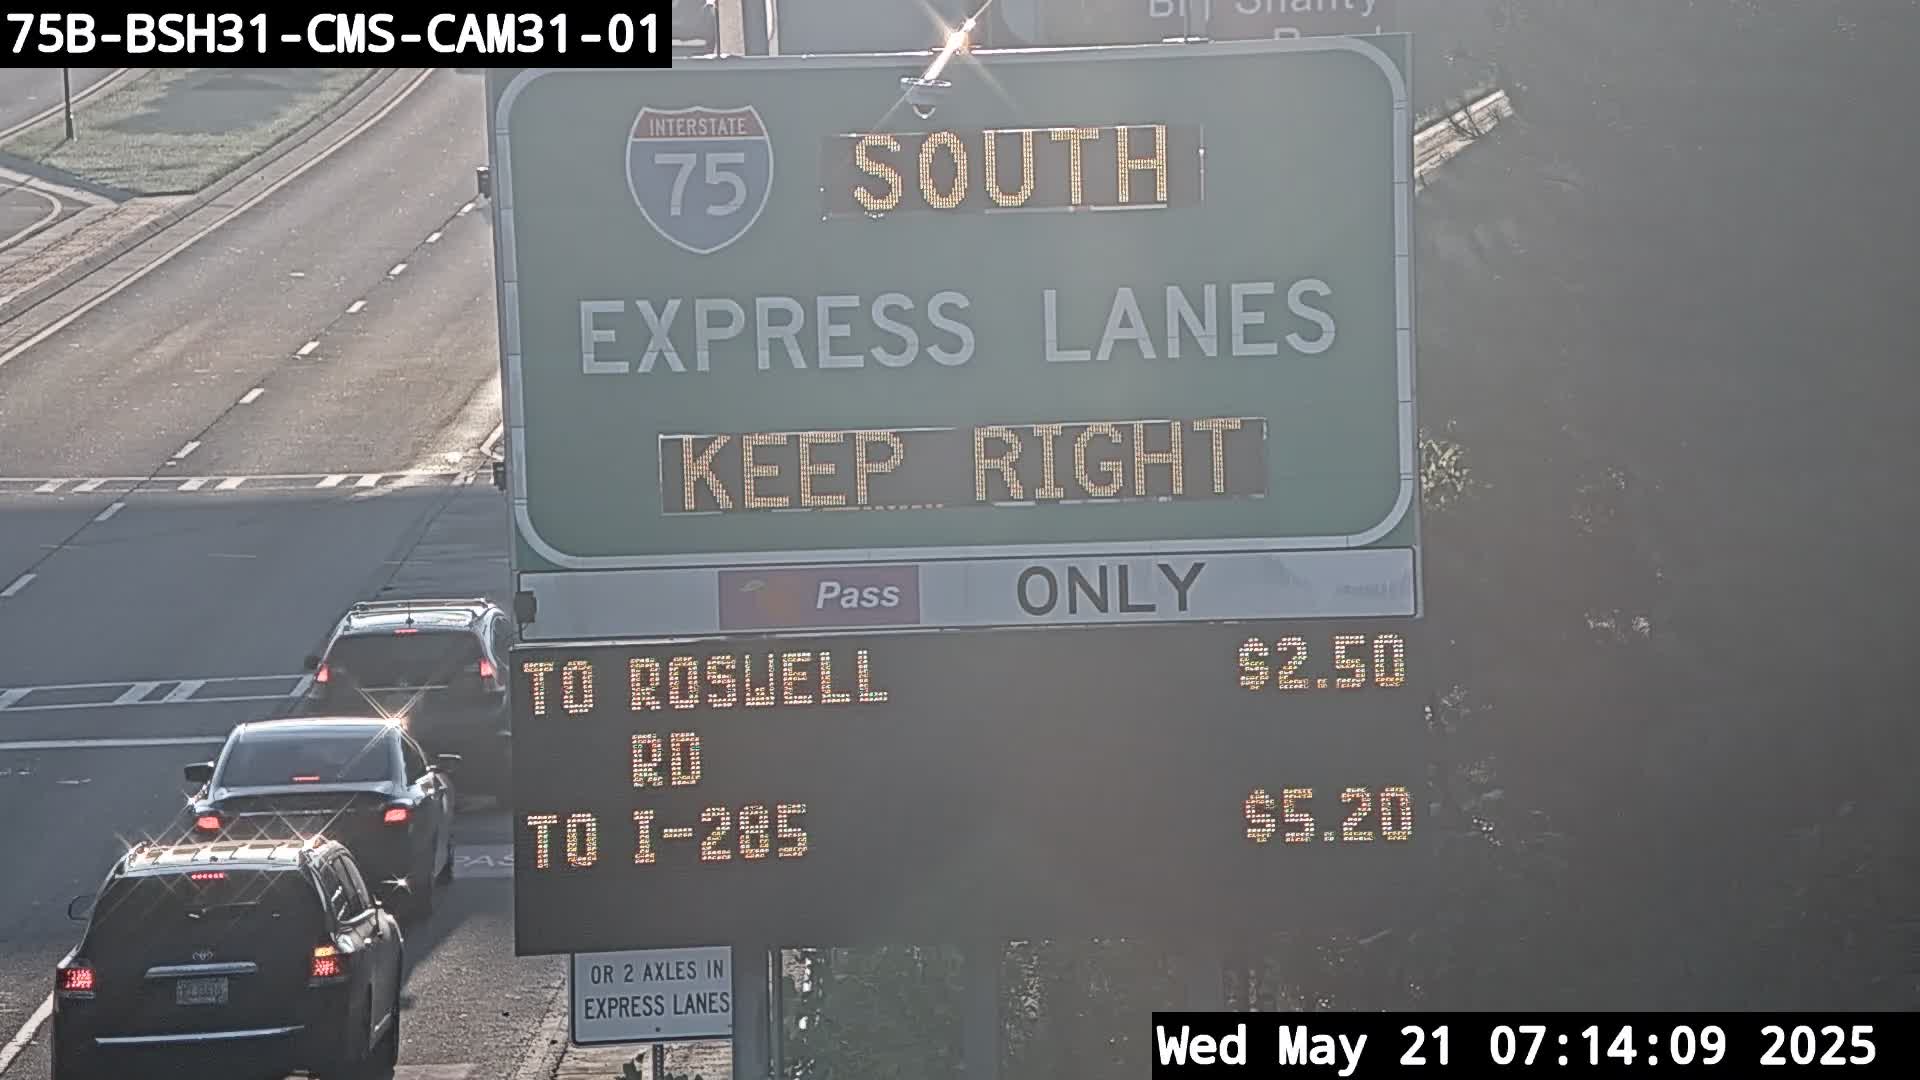 75B-BSH31-CMS-CAM31-01
Shanty
INTERSTATE
75
SOUTH
EXPRESS LANES
KEEP RIGHT
Pass ONLY
TO ROSWELL $2.50
RD
TO I-285 $5.20
OR 2 AXLES IN
EXPRESS LANES
Wed May 21 07:14:09 2025